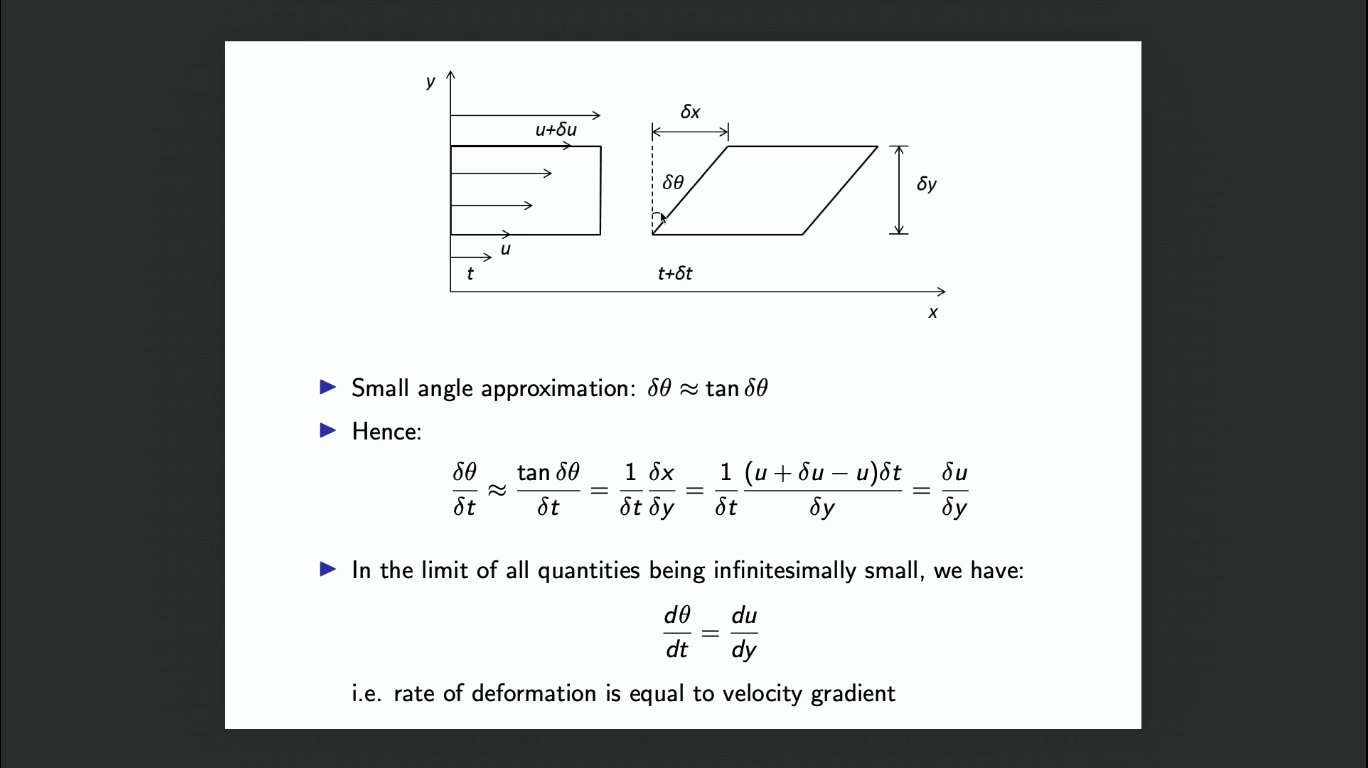 y
δx
u+δu
δθ
δy
u
t
t+δt
x
▶ Small angle approximation: δθ ≈ tan δθ
▶ Hence:
δθ/δt ≈ tan δθ/δt = 1/δt δx/δy = 1/δt (u + δu − u)δt/δy = δu/δy
▶ In the limit of all quantities being infinitesimally small, we have:
dθ/dt = du/dy
i.e. rate of deformation is equal to velocity gradient